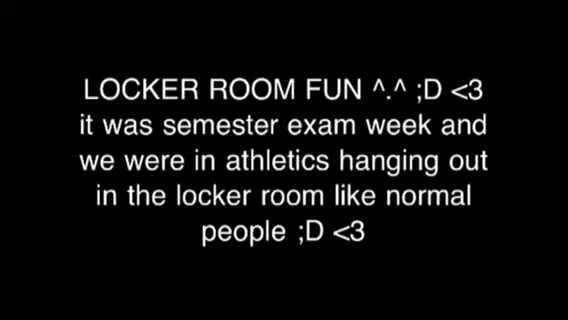 LOCKER ROOM FUN ^.^ ;D <3
it was semester exam week and
we were in athletics hanging out
in the locker room like normal
people ;D <3